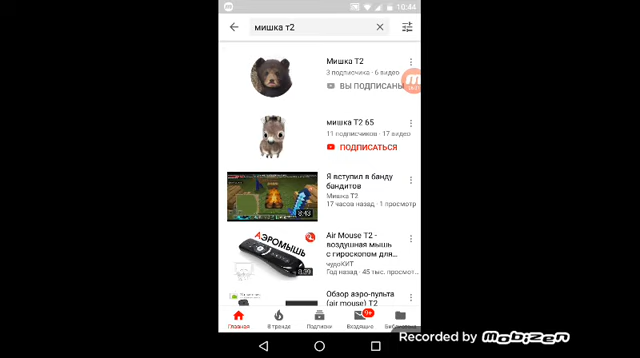 10:44
мишка т2
Мишка Т2
3 подписчика · 6 видео
ВЫ ПОДПИСАНЫ
мишка Т2 65
11 подписчиков · 17 видео
ПОДПИСАТЬСЯ
Я вступил в банду
бандитов
Мишка Т2
17 часов назад · 1 просмотр
8:43
Air Mouse T2 -
воздушная мышь
с гироскопом для…
чудоКИТ
Год назад · 45 тыс. просмот…
АЭРОМЫШЬ
Обзор аэро-пульта
(air mouse) T2
9+
Главная
В тренде
Подписки
Входящие
Библиотека
Recorded by mobizen